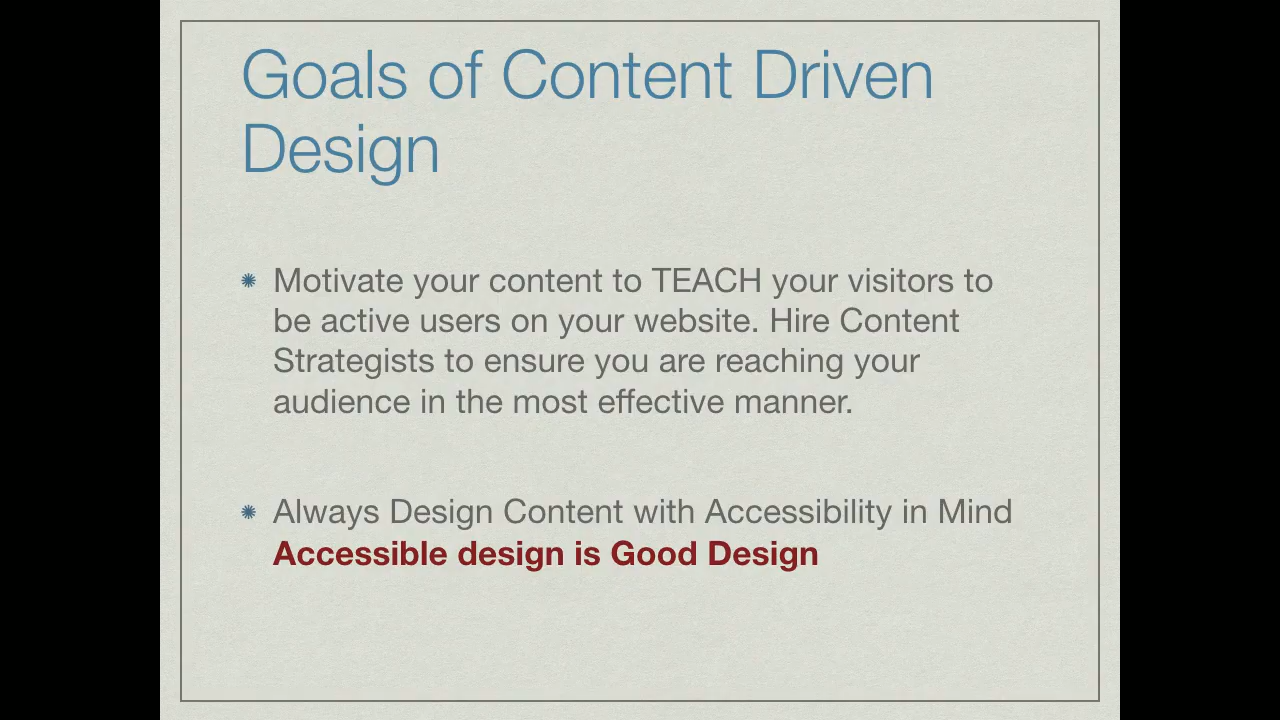 Goals of Content Driven
Design
Motivate your content to TEACH your visitors to
be active users on your website. Hire Content
Strategists to ensure you are reaching your
audience in the most effective manner.
Always Design Content with Accessibility in Mind
Accessible design is Good Design